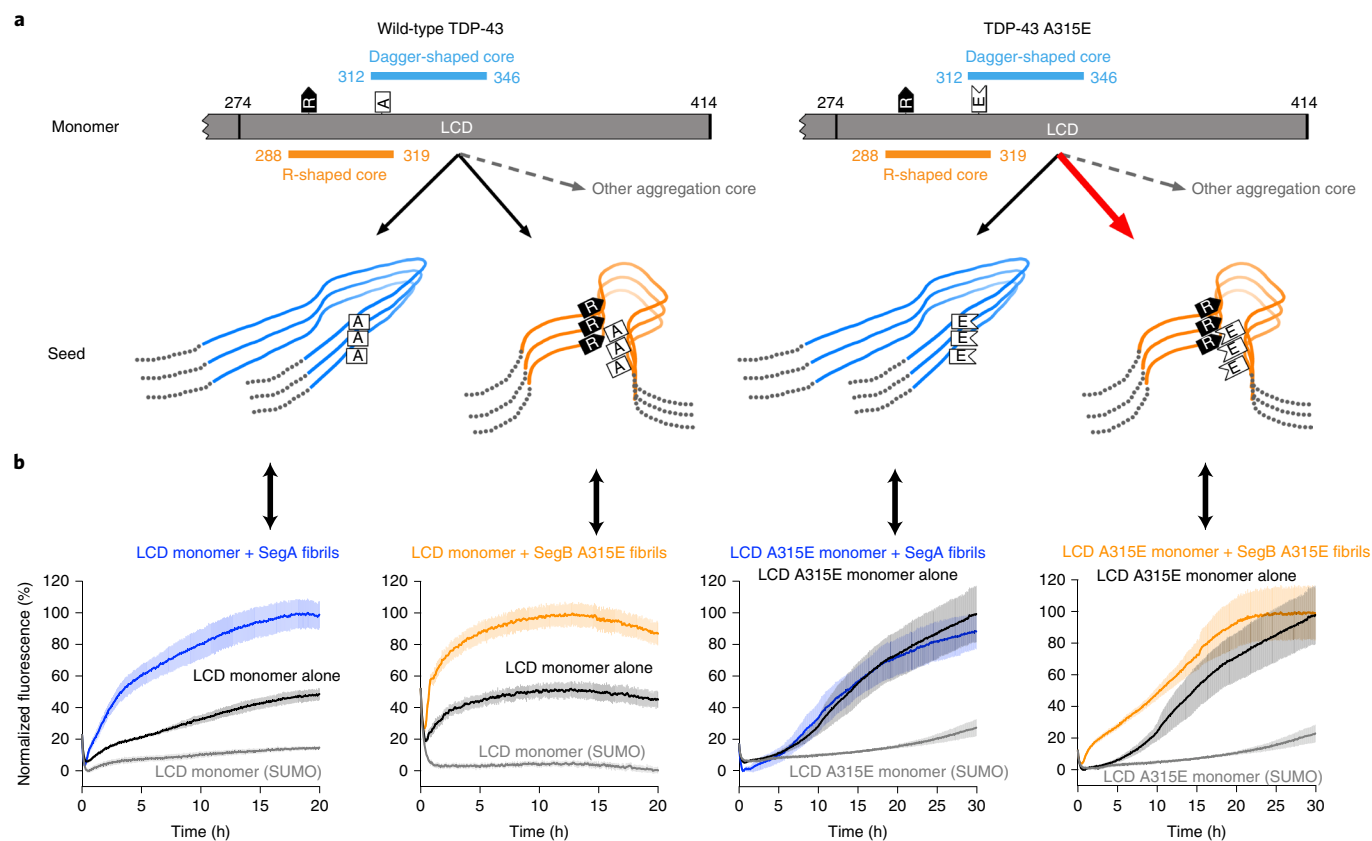 a
Wild-type TDP-43
Dagger-shaped core
312 346
R A
274 414
Monomer
LCD
288 319
R-shaped core
Other aggregation core
TDP-43 A315E
Dagger-shaped core
312 346
R E
274 414
LCD
288 319
R-shaped core
Other aggregation core
Seed
A
A
A
R
R
R
A
A
A
E
E
E
R
R
R
E
E
E
b
LCD monomer + SegA fibrils
Normalized fluorescence (%)
120
100
80
60
40
20
0
LCD monomer alone
LCD monomer (SUMO)
0 5 10 15 20
Time (h)
LCD monomer + SegB A315E fibrils
120
100
80
60
40
20
0
LCD monomer alone
LCD monomer (SUMO)
0 5 10 15 20
Time (h)
LCD A315E monomer + SegA fibrils
LCD A315E monomer alone
120
100
80
60
40
20
0
LCD A315E monomer (SUMO)
0 5 10 15 20 25 30
Time (h)
LCD A315E monomer + SegB A315E fibrils
LCD A315E monomer alone
120
100
80
60
40
20
0
LCD A315E monomer (SUMO)
0 5 10 15 20 25 30
Time (h)